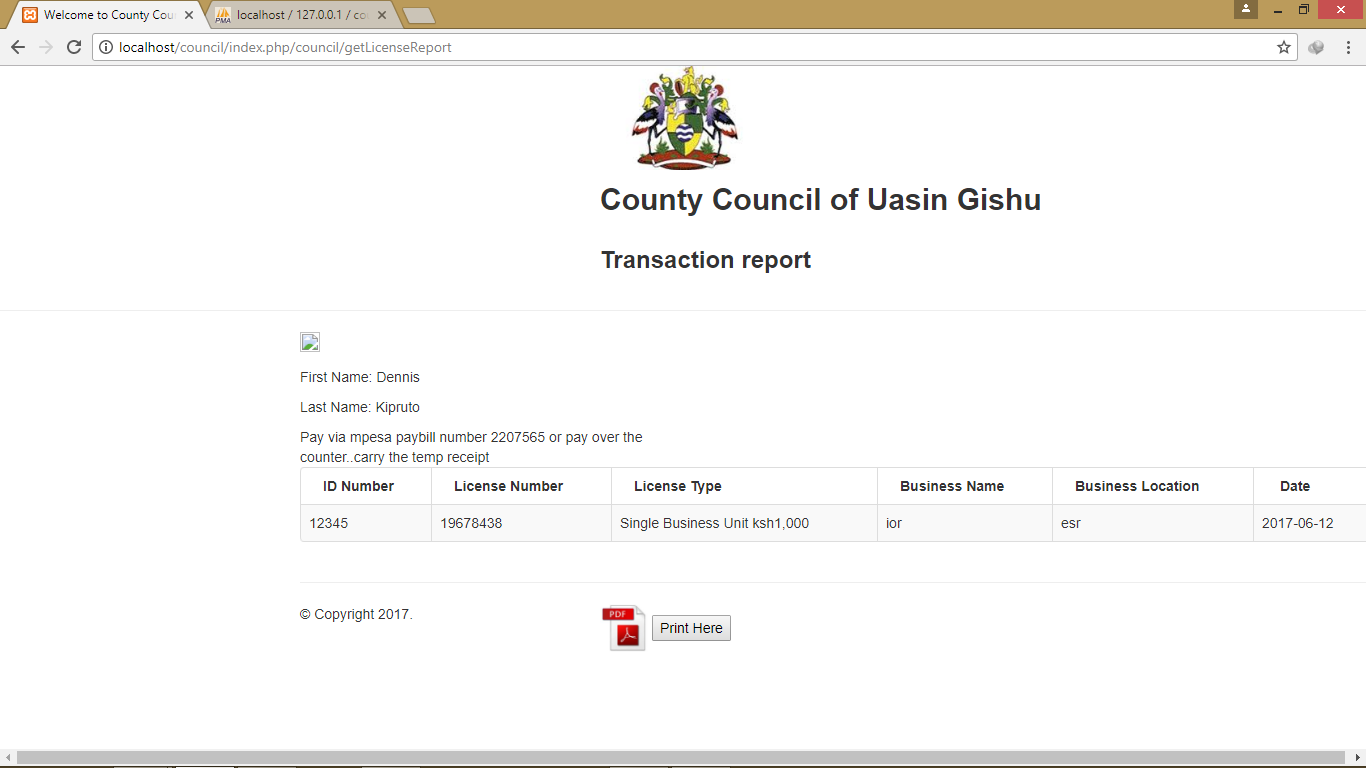 Welcome to County Cou
localhost / 127.0.0.1 / co
localhost/council/index.php/council/getLicenseReport
County Council of Uasin Gishu
Transaction report
First Name: Dennis
Last Name: Kipruto
Pay via mpesa paybill number 2207565 or pay over the
counter..carry the temp receipt
ID Number License Number License Type Business Name Business Location Date
12345 19678438 Single Business Unit ksh1,000 ior esr 2017-06-12
© Copyright 2017.
PDF
Print Here